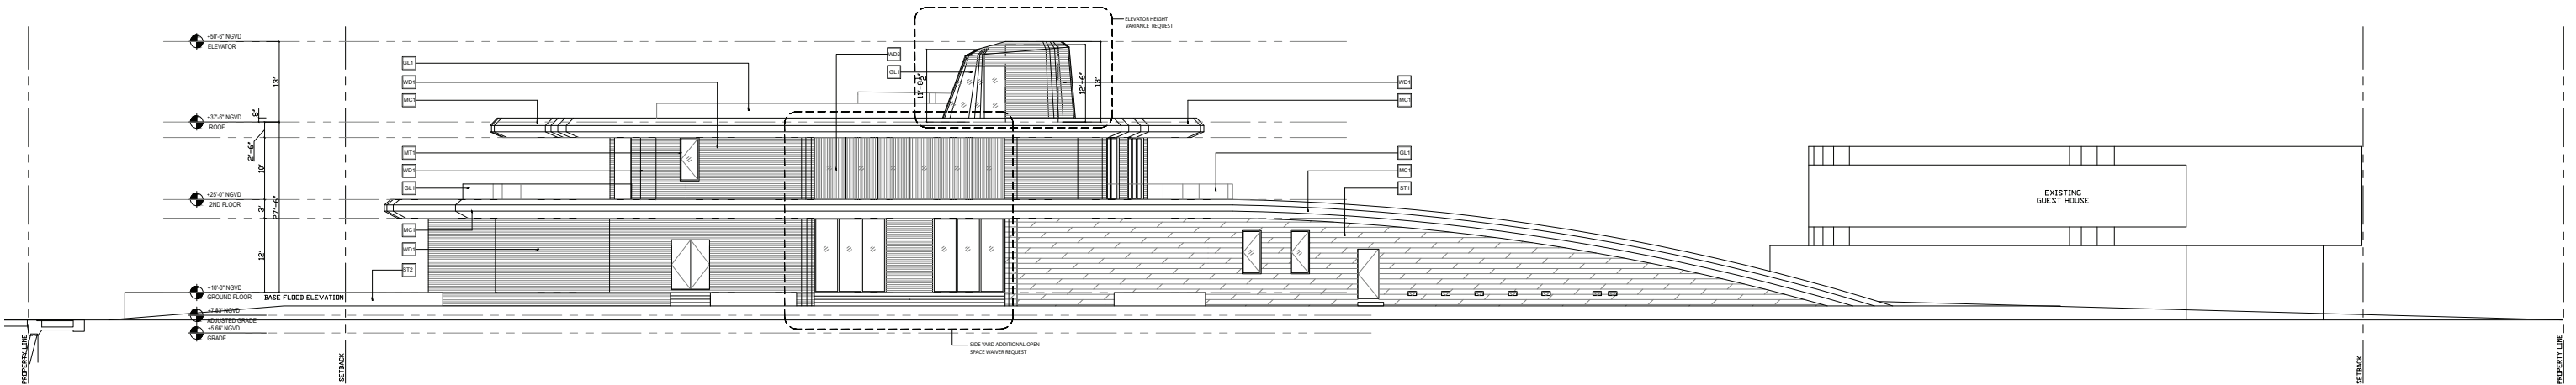 ELEVATOR HEIGHT
VARIANCE REQUEST
+50'-6" NGVD
ELEVATOR
13'
GL1
WD1
MC1
WD2
GL1
11'-8½"
12'-6"
13'
WD1
MC1
8"
+37'-6" NGVD
ROOF
2'-6"
10'
27'-6"
MT1
WD1
GL1
GL1
MC1
ST1
EXISTING
GUEST HOUSE
+25'-0" NGVD
2ND FLOOR
3'
MC1
WD1
ST2
12'
+10'-0" NGVD
GROUND FLOOR
BASE FLOOD ELEVATION
+7.83' NGVD
ADJUSTED GRADE
+5.66' NGVD
GRADE
SIDE YARD ADDITIONAL OPEN
SPACE WAIVER REQUEST
PROPERTY LINE
SETBACK
SETBACK
PROPERTY LINE